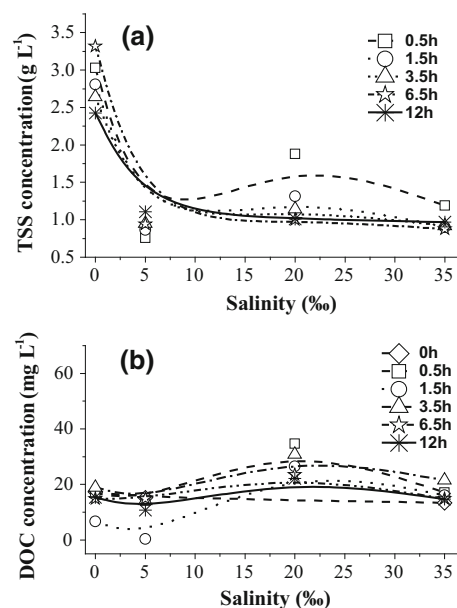 (a)
TSS concentration (g L⁻¹)
3.5
3.0
2.5
2.0
1.5
1.0
0.5
0.5h
1.5h
3.5h
6.5h
12h
0 5 10 15 20 25 30 35
Salinity (‰)
(b)
DOC concentration (mg L⁻¹)
60
40
20
0
0h
0.5h
1.5h
3.5h
6.5h
12h
0 5 10 15 20 25 30 35
Salinity (‰)